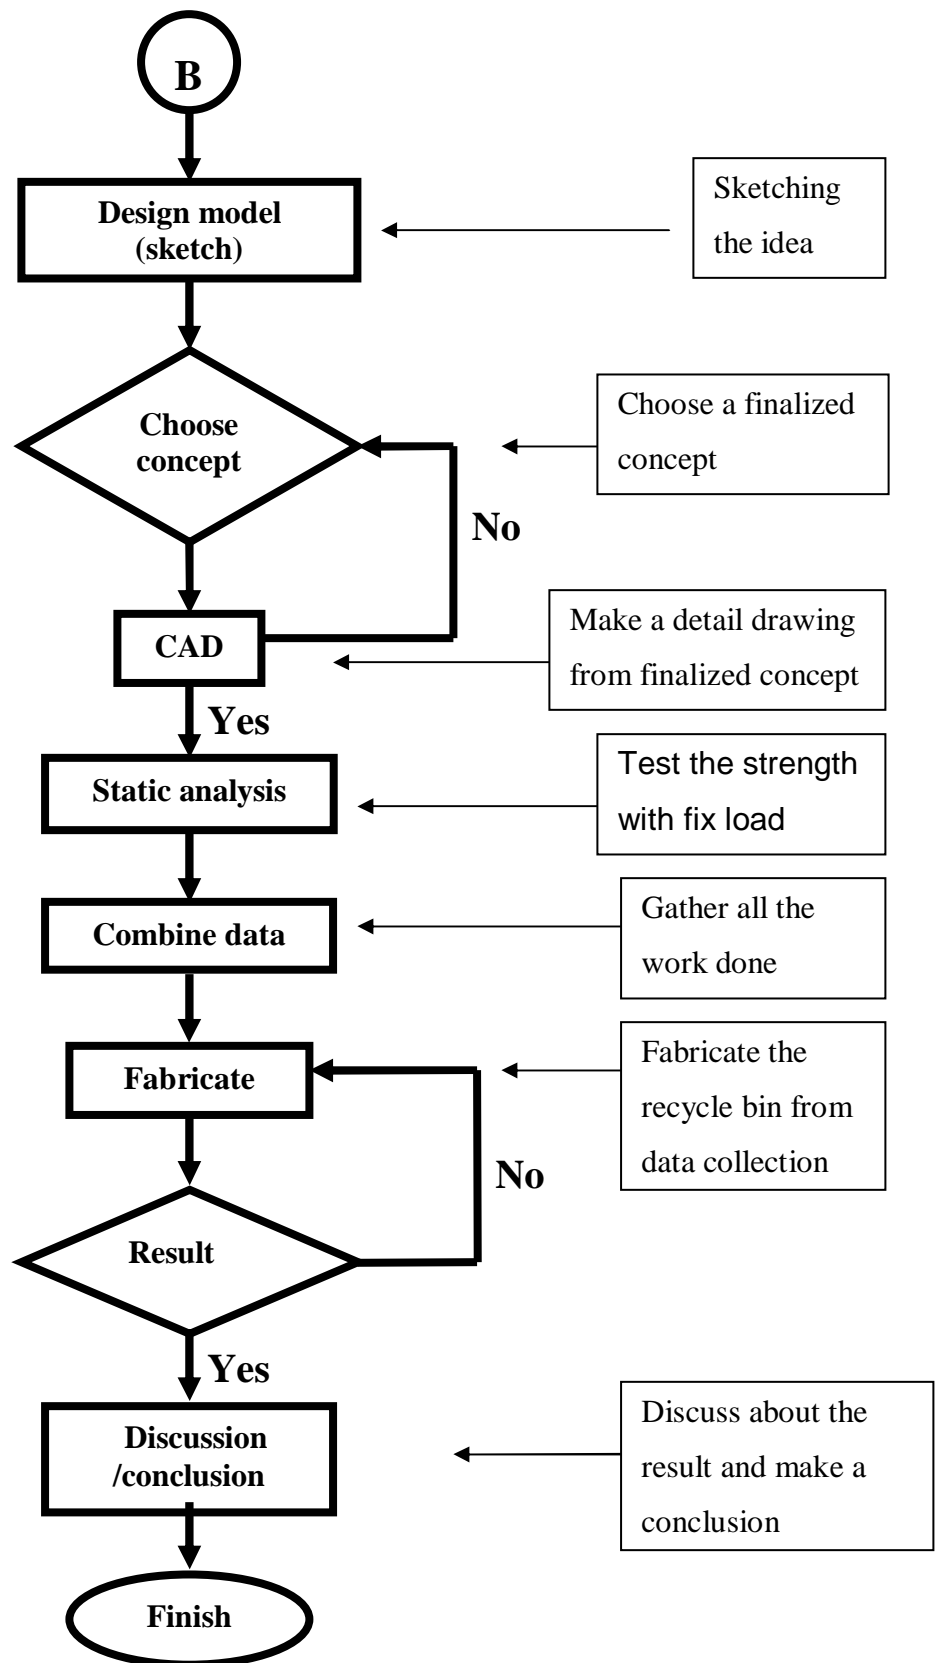 B
Design model
(sketch)
Sketching
the idea
Choose
concept
Choose a finalized
concept
No
CAD
Make a detail drawing
from finalized concept
Yes
Static analysis
Test the strength
with fix load
Combine data
Gather all the
work done
Fabricate
Fabricate the
recycle bin from
data collection
No
Result
Yes
Discussion
/conclusion
Discuss about the
result and make a
conclusion
Finish